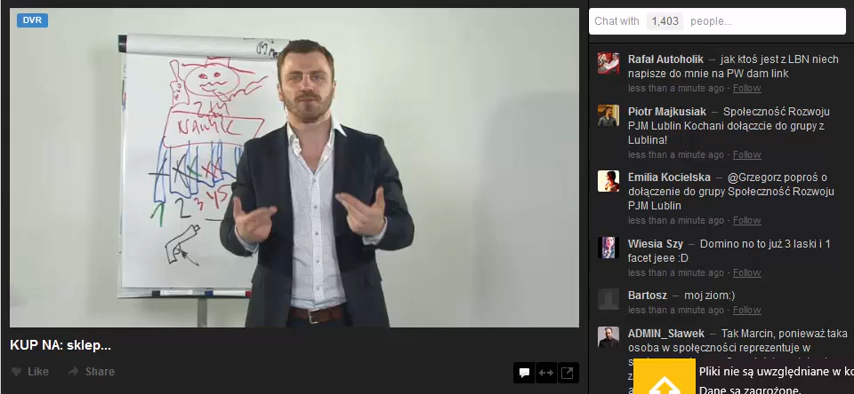 DVR
ZŁY
NAWYK
1 2 3 4 5
KUP NA: sklep...
Like Share
Chat with 1,403 people...
Rafał Autoholik – jak ktoś jest z LBN niech
napisze do mnie na PW dam link
less than a minute ago · Follow
Piotr Majkusiak – Społeczność Rozwoju
PJM Lublin Kochani dołączcie do grupy z
Lublina!
less than a minute ago · Follow
Emilia Kocielska – @Grzegorz poproś o
dołączenie do grupy Społeczność Rozwoju
PJM Lublin
less than a minute ago · Follow
Wiesia Szy – Domino no to już 3 laski i 1
facet jeee :D
less than a minute ago · Follow
Bartosz – moj ziom:)
less than a minute ago · Follow
ADMIN_Sławek – Tak Marcin, ponieważ taka
osoba w społęczności reprezentuje w
Pliki nie są uwzględniane w ko
Dane są zagrożone.